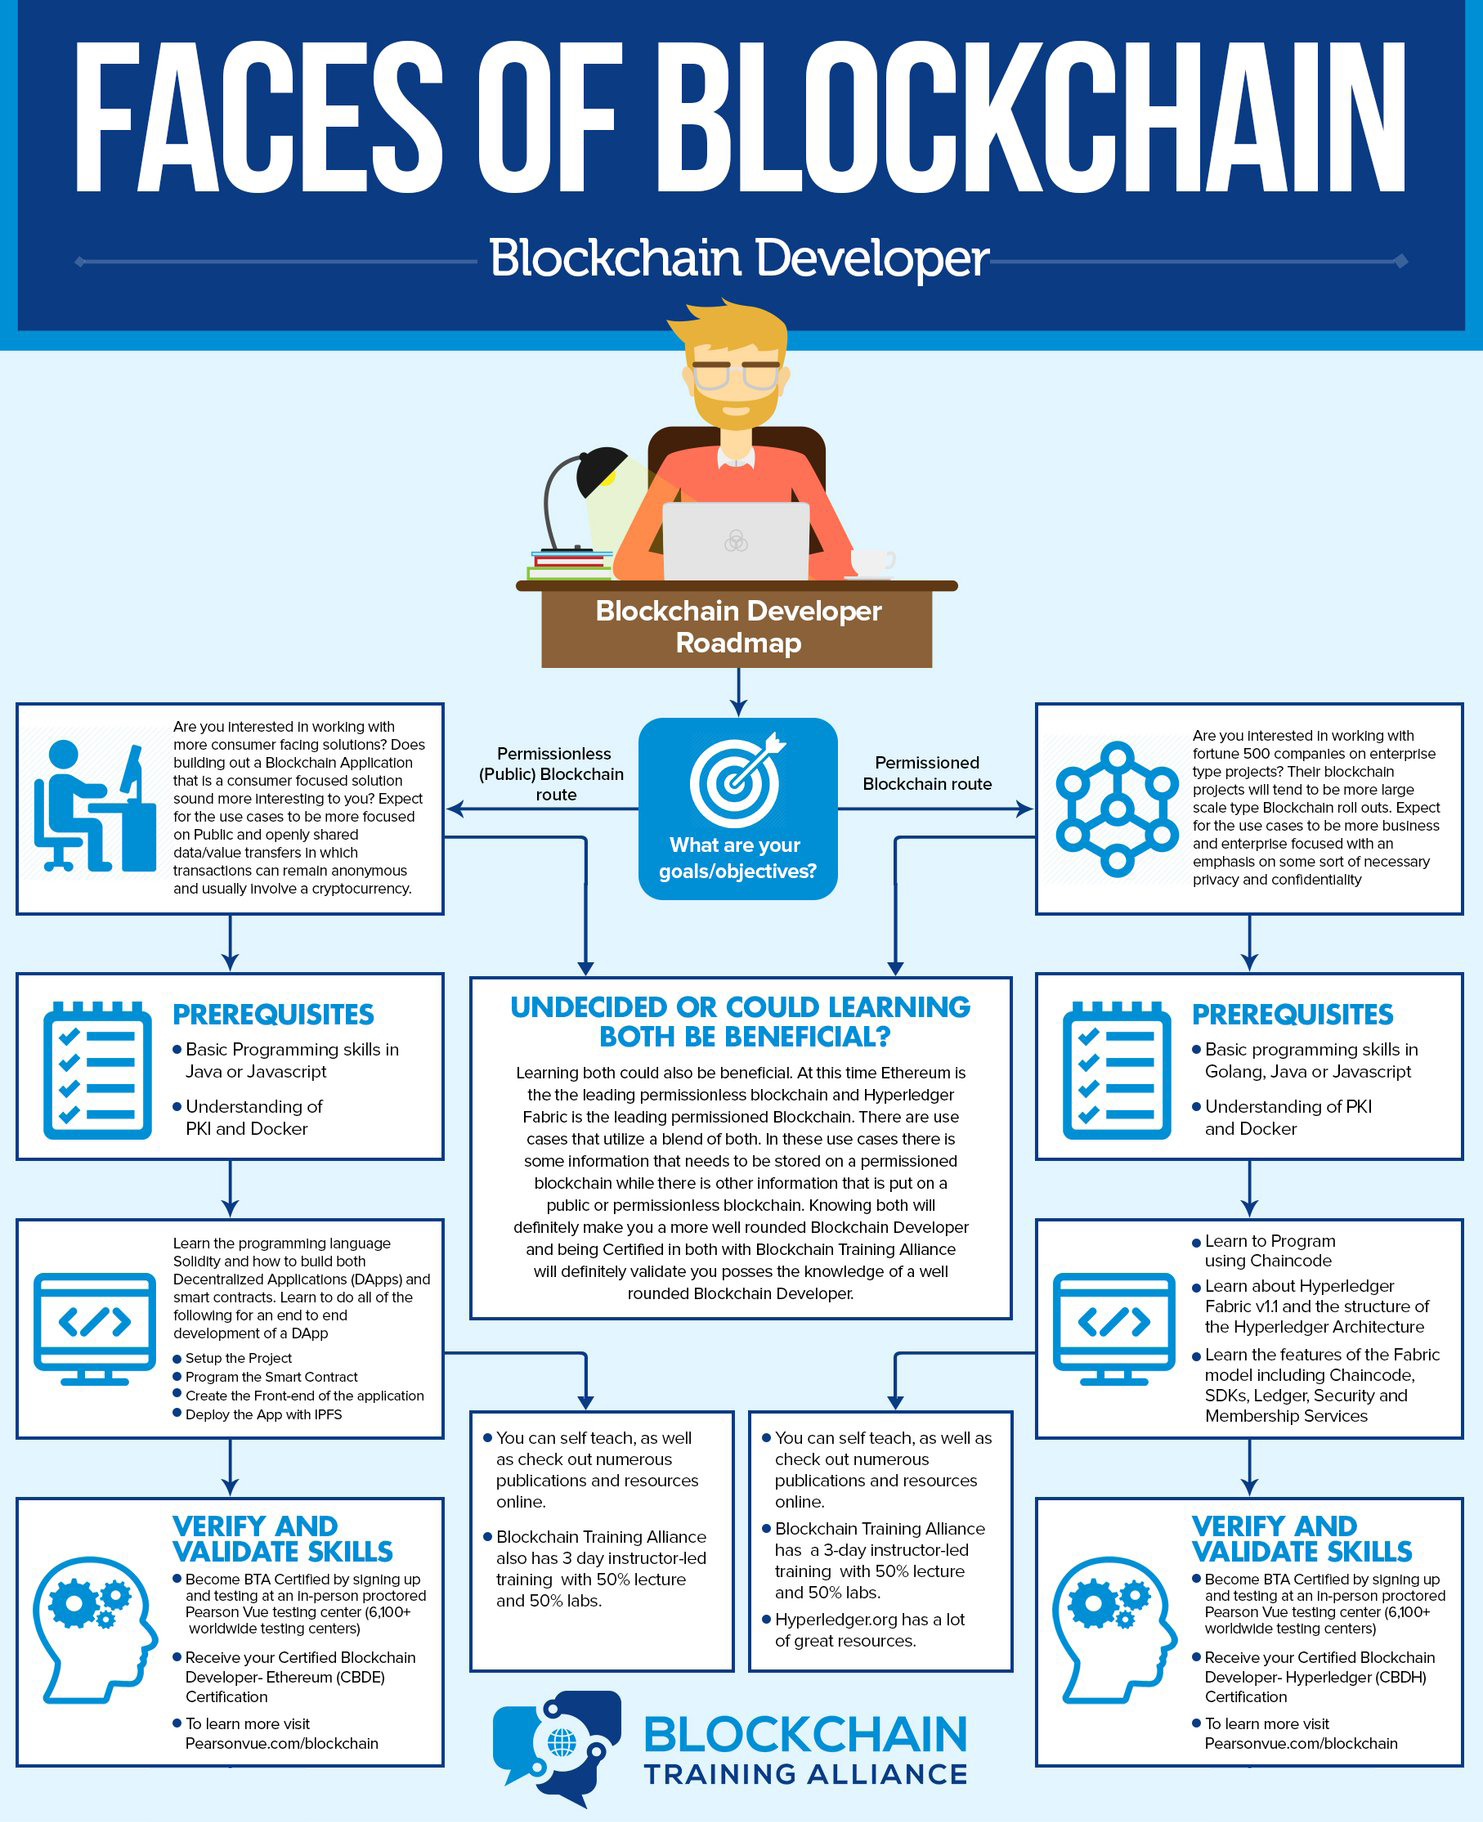 FACES OF BLOCKCHAIN
Blockchain Developer
Blockchain Developer
Roadmap
Are you interested in working with
more consumer facing solutions? Does
building out a Blockchain Application
that is a consumer focused solution
sound more interesting to you? Expect
for the use cases to be more focused
on Public and openly shared
data/value transfers in which
transactions can remain anonymous
and usually involve a cryptocurrency.
Permissionless
(Public) Blockchain
route
What are your
goals/objectives?
Permissioned
Blockchain route
Are you interested in working with
fortune 500 companies on enterprise
type projects? Their blockchain
projects will tend to be more large
scale type Blockchain roll outs. Expect
for the use cases to be more business
and enterprise focused with an
emphasis on some sort of necessary
privacy and confidentiality
PREREQUISITES
• Basic Programming skills in
Java or Javascript
• Understanding of
PKI and Docker
UNDECIDED OR COULD LEARNING
BOTH BE BENEFICIAL?
Learning both could also be beneficial. At this time Ethereum is
the the leading permissionless blockchain and Hyperledger
Fabric is the leading permissioned Blockchain. There are use
cases that utilize a blend of both. In these use cases there is
some information that needs to be stored on a permissioned
blockchain while there is other information that is put on a
public or permissionless blockchain. Knowing both will
definitely make you a more well rounded Blockchain Developer
and being Certified in both with Blockchain Training Alliance
will definitely validate you posses the knowledge of a well
rounded Blockchain Developer.
PREREQUISITES
• Basic programming skills in
Golang, Java or Javascript
• Understanding of PKI
and Docker
Learn the programming language
Solidity and how to build both
Decentralized Applications (DApps) and
smart contracts. Learn to do all of the
following for an end to end
development of a DApp
• Setup the Project
• Program the Smart Contract
• Create the Front-end of the application
• Deploy the App with IPFS
• Learn to Program
using Chaincode
• Learn about Hyperledger
Fabric v1.1 and the structure of
the Hyperledger Architecture
• Learn the features of the Fabric
model including Chaincode,
SDKs, Ledger, Security and
Membership Services
• You can self teach, as well
as check out numerous
publications and resources
online.
• Blockchain Training Alliance
also has 3 day instructor-led
training with 50% lecture
and 50% labs.
• You can self teach, as well as
check out numerous
publications and resources
online.
• Blockchain Training Alliance
has a 3-day instructor-led
training with 50% lecture
and 50% labs.
• Hyperledger.org has a lot
of great resources.
VERIFY AND
VALIDATE SKILLS
• Become BTA Certified by signing up
and testing at an in-person proctored
Pearson Vue testing center (6,100+
worldwide testing centers)
• Receive your Certified Blockchain
Developer- Ethereum (CBDE)
Certification
• To learn more visit
Pearsonvue.com/blockchain
VERIFY AND
VALIDATE SKILLS
• Become BTA Certified by signing up
and testing at an in-person proctored
Pearson Vue testing center (6,100+
worldwide testing centers)
• Receive your Certified Blockchain
Developer- Hyperledger (CBDH)
Certification
• To learn more visit
Pearsonvue.com/blockchain
BLOCKCHAIN
TRAINING ALLIANCE